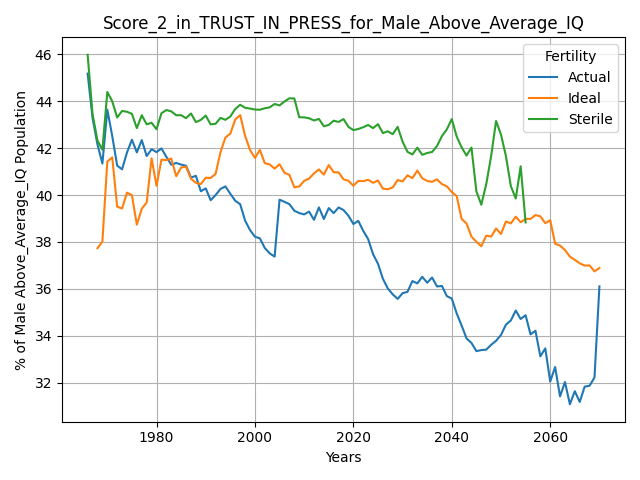 Score_2_in_TRUST_IN_PRESS_for_Male_Above_Average_IQ
% of Male Above_Average_IQ Population
46
44
42
40
38
36
34
32
Fertility
Actual
Ideal
Sterile
1980 2000 2020 2040 2060
Years